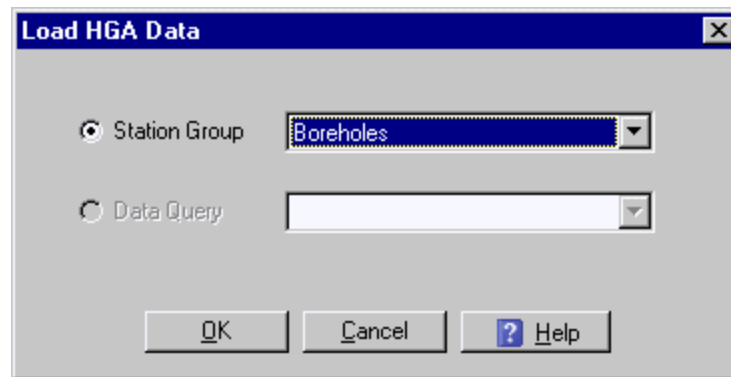 Load HGA Data
Station Group Boreholes
Data Query
OK Cancel ? Help